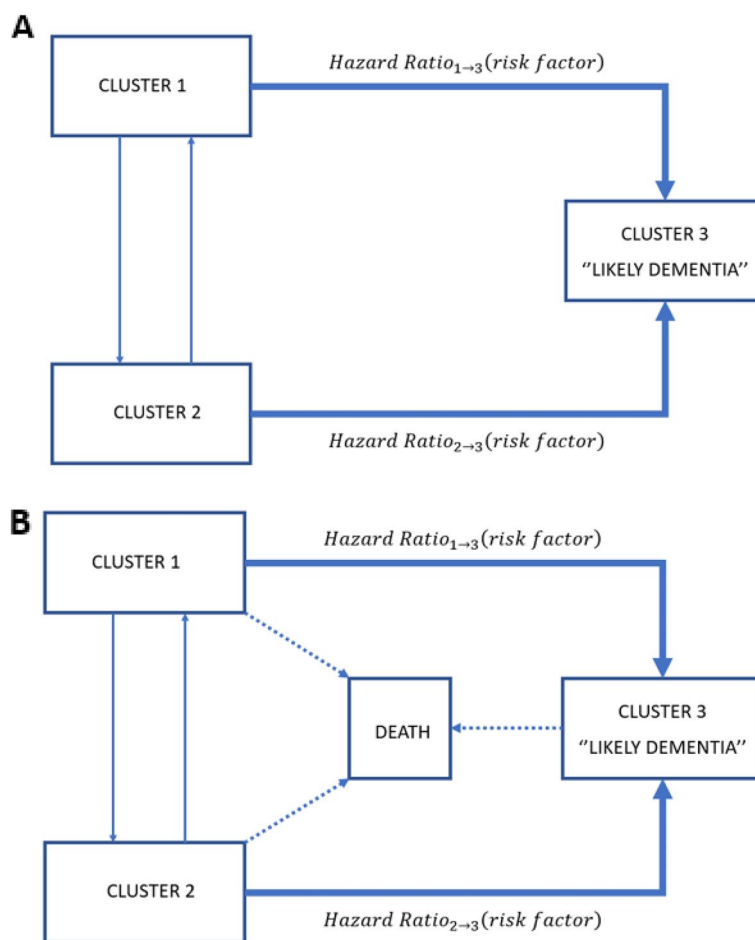 A
CLUSTER 1
Hazard Ratio₁→₃(risk factor)
CLUSTER 3
‘’LIKELY DEMENTIA’’
CLUSTER 2
Hazard Ratio₂→₃(risk factor)
B
CLUSTER 1
Hazard Ratio₁→₃(risk factor)
DEATH
CLUSTER 3
‘’LIKELY DEMENTIA’’
CLUSTER 2
Hazard Ratio₂→₃(risk factor)